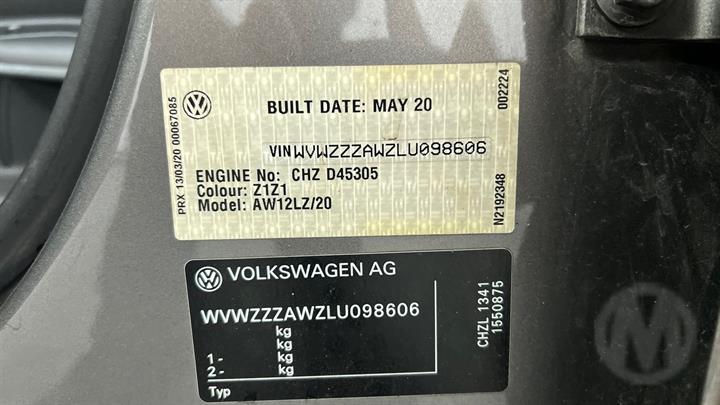 PRX 13/03/20 00067085
BUILT DATE: MAY 20
VIN WVWZZZAWZLU098606
ENGINE No: CHZ D45305
Colour: Z1Z1
Model: AW12LZ/20
002224
N2192348
VOLKSWAGEN AG
WVWZZZAWZLU098606
kg
kg
1- kg
2- kg
Typ
CHZL 1341
1550875